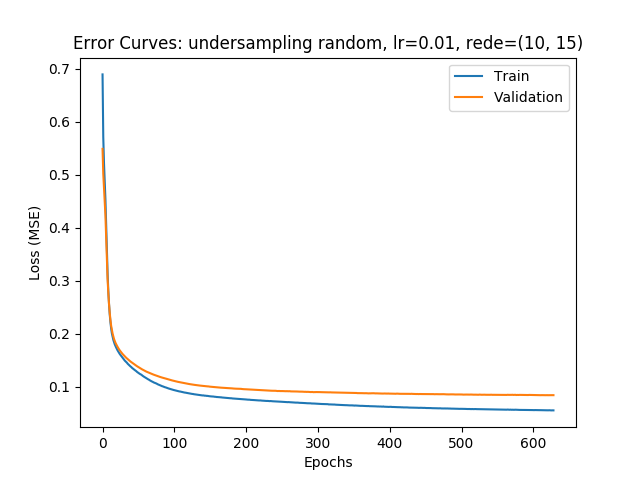 Error Curves: undersampling random, lr=0.01, rede=(10, 15)
Train
Validation
0.7
0.6
0.5
0.4
0.3
0.2
0.1
Loss (MSE)
0 100 200 300 400 500 600
Epochs